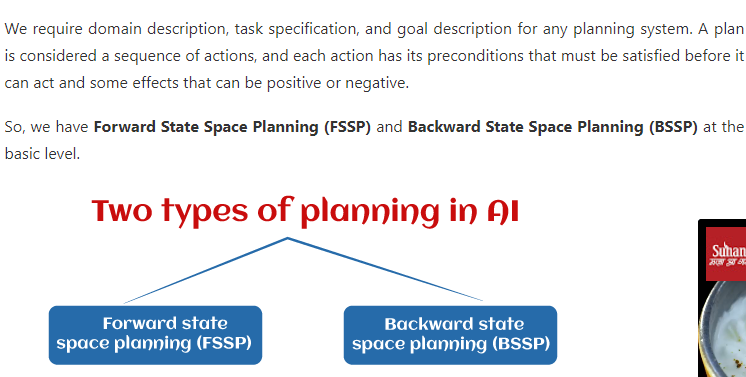 We require domain description, task specification, and goal description for any planning system. A plan
is considered a sequence of actions, and each action has its preconditions that must be satisfied before it
can act and some effects that can be positive or negative.
So, we have Forward State Space Planning (FSSP) and Backward State Space Planning (BSSP) at the
basic level.
Two types of planning in AI
Forward state
space planning (FSSP)
Backward state
space planning (BSSP)
Suhan